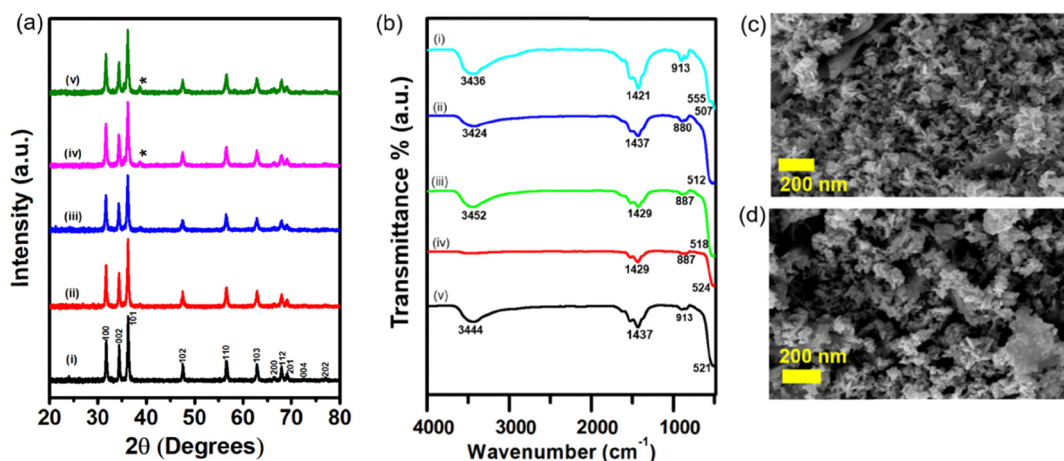 (a)
Intensity (a.u.)
(v)
*
(iv)
*
(iii)
(ii)
(i)
100
002
101
102
110
103
200
112
201
004
202
20 30 40 50 60 70 80
2θ (Degrees)
(b)
Transmittance % (a.u.)
(i)
3436
1421
913
555
507
(ii)
3424
1437
880
512
(iii)
3452
1429
887
518
(iv)
1429
887
524
(v)
3444
1437
913
521
4000 3000 2000 1000
Wavenumber (cm⁻¹)
(c)
200 nm
(d)
200 nm